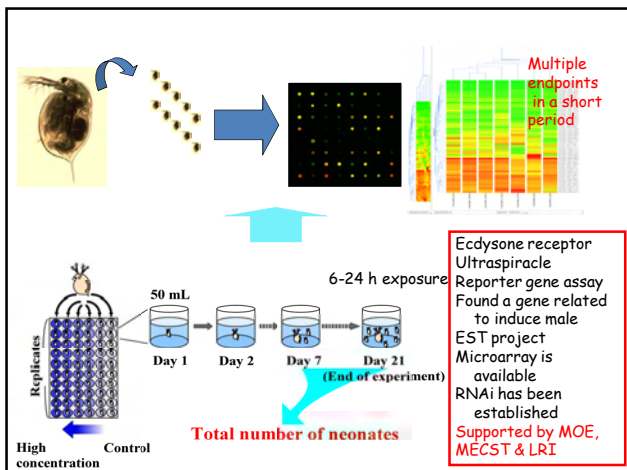 Multiple
endpoints
in a short
period
6-24 h exposure
50 mL
Replicates
Day 1
Day 2
Day 7
Day 21
(End of experiment)
High
concentration
Control
Total number of neonates
Ecdysone receptor
Ultraspiracle
Reporter gene assay
Found a gene related
to induce male
EST project
Microarray is
available
RNAi has been
established
Supported by MOE,
MECST & LRI